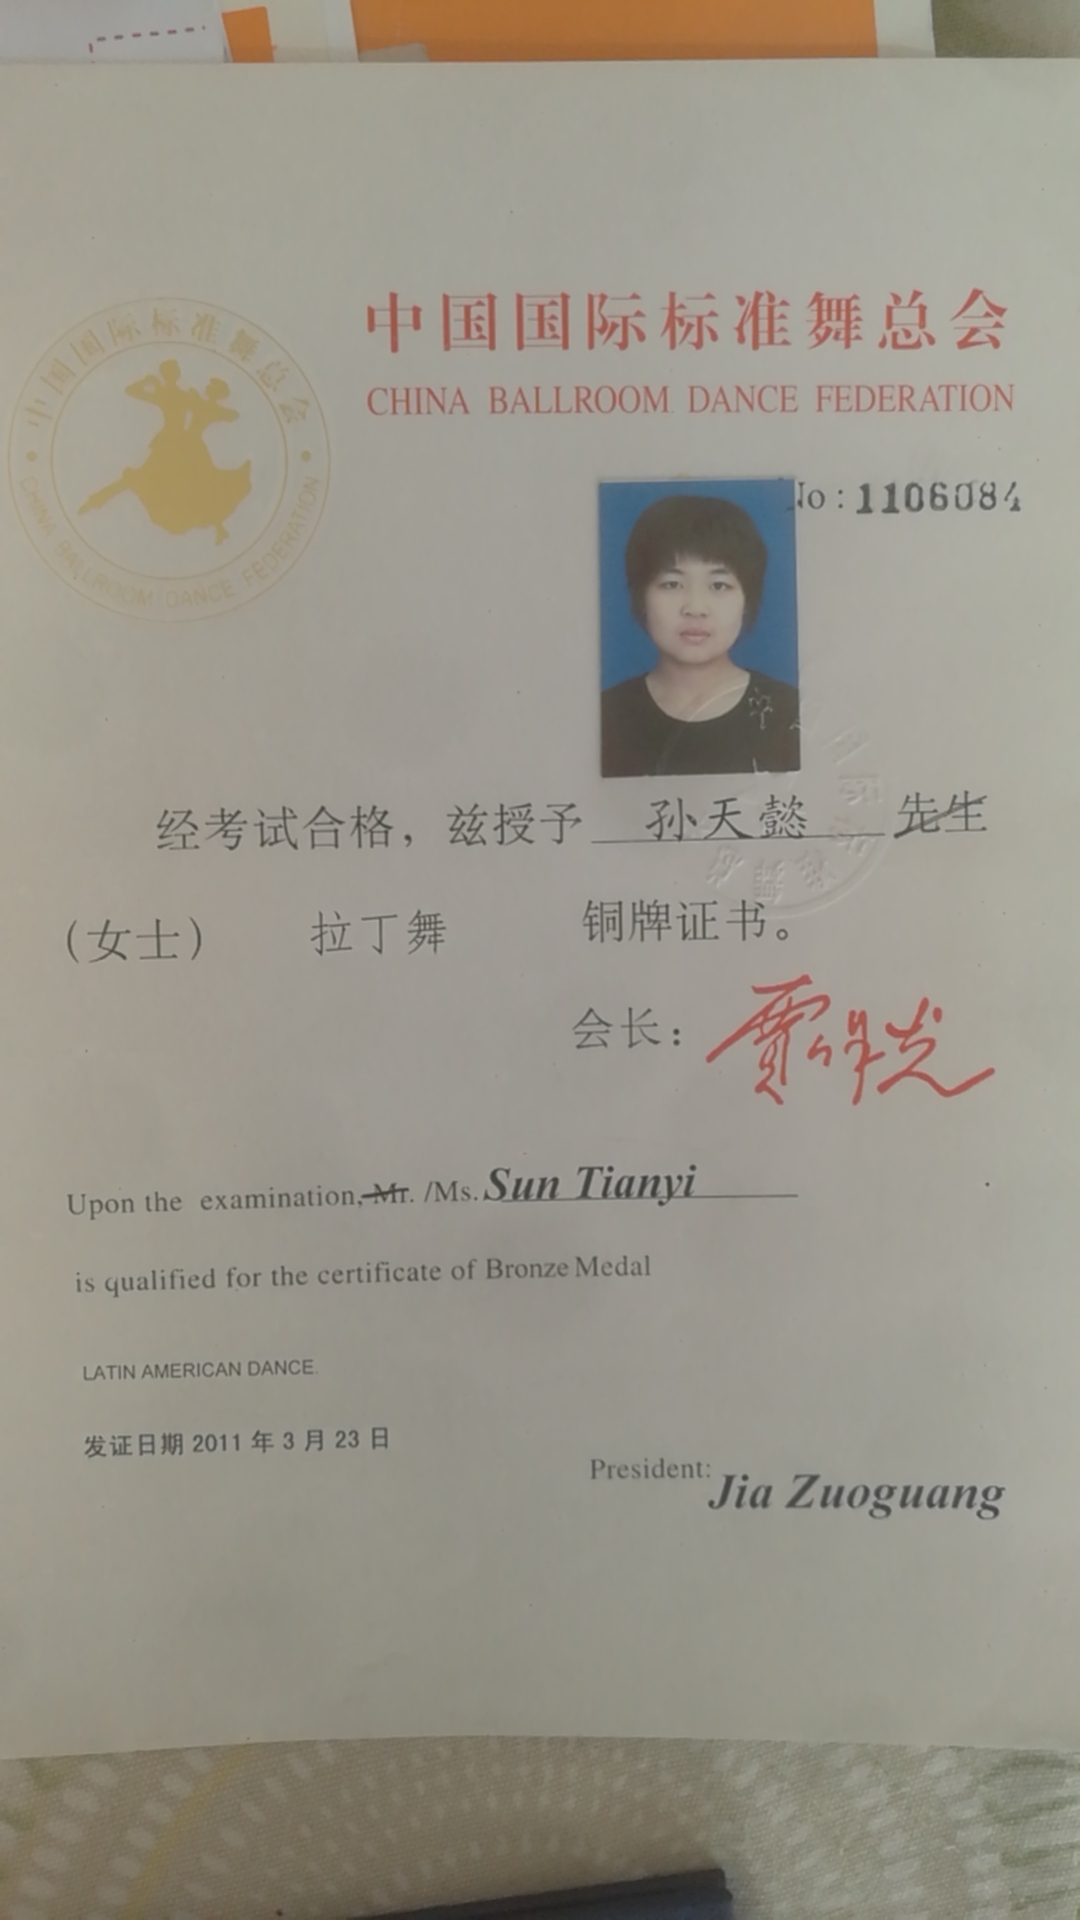 中国国际标准舞总会
CHINA BALLROOM DANCE FEDERATION
中国国际标准舞总会
CHINA BALLROOM DANCE FEDERATION
No:1106084
经考试合格，兹授予 孙天懿 先生
（女士） 拉丁舞 铜牌证书。
会长： 贾作光
Upon the examination, Mr. /Ms. Sun Tianyi
is qualified for the certificate of Bronze Medal
LATIN AMERICAN DANCE.
发证日期 2011 年 3 月 23 日
President: Jia Zuoguang